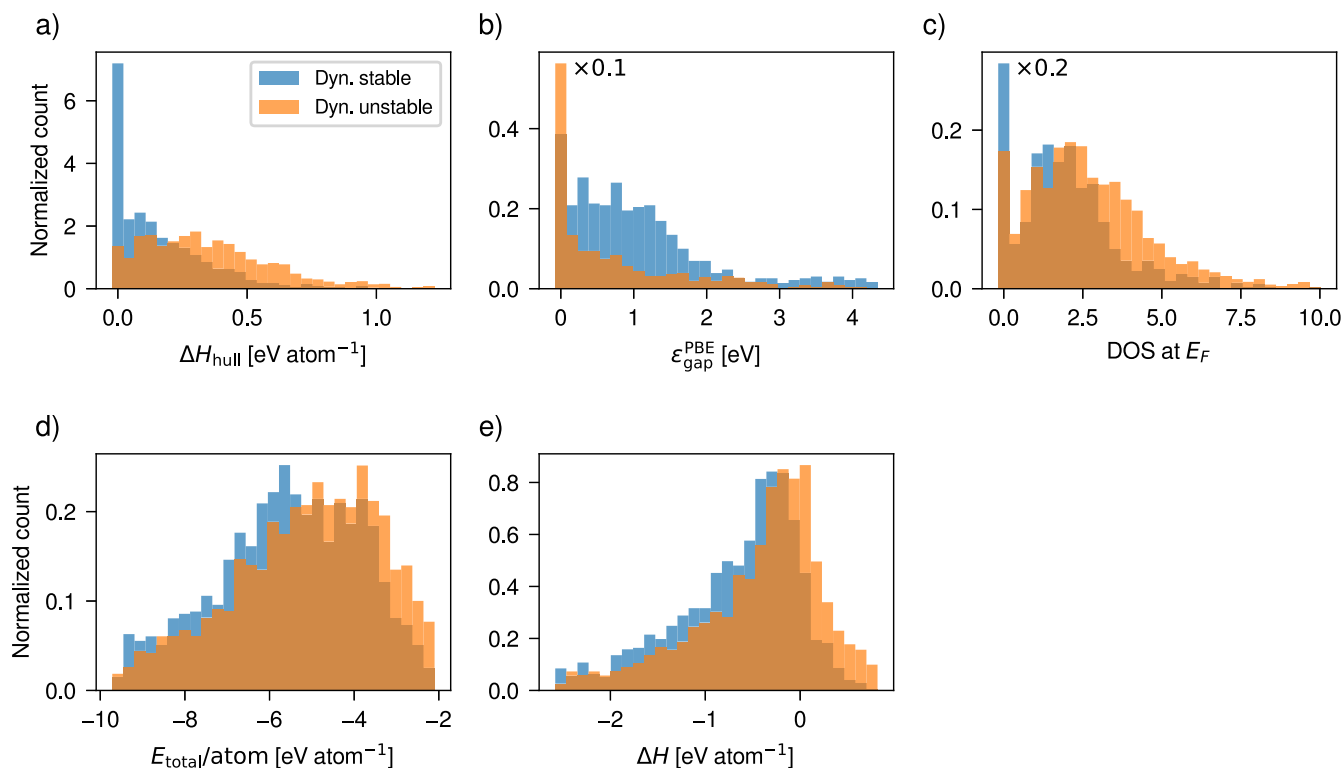 a)
b)
c)
Normalized count
6
4
2
0
Dyn. stable
Dyn. unstable
0.0
0.5
1.0
ΔH_hull [eV atom⁻¹]
×0.1
0.4
0.2
0.0
0
1
2
3
4
ε_gap^PBE [eV]
×0.2
0.2
0.1
0.0
0.0
2.5
5.0
7.5
10.0
DOS at E_F
d)
e)
Normalized count
0.2
0.1
0.0
−10
−8
−6
−4
−2
E_total/atom [eV atom⁻¹]
0.8
0.6
0.4
0.2
0.0
−2
−1
0
ΔH [eV atom⁻¹]